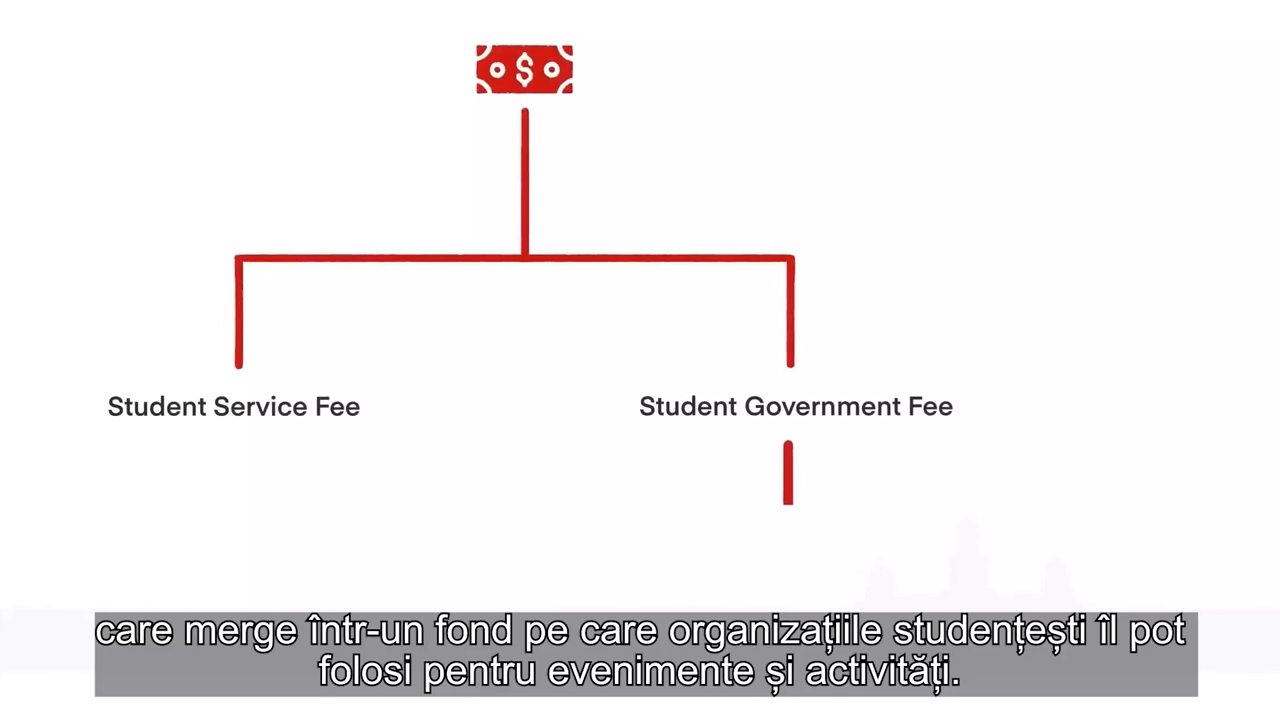 $
Student Service Fee
Student Government Fee
care merge într-un fond pe care organizațiile studențești îl pot
folosi pentru evenimente și activități.